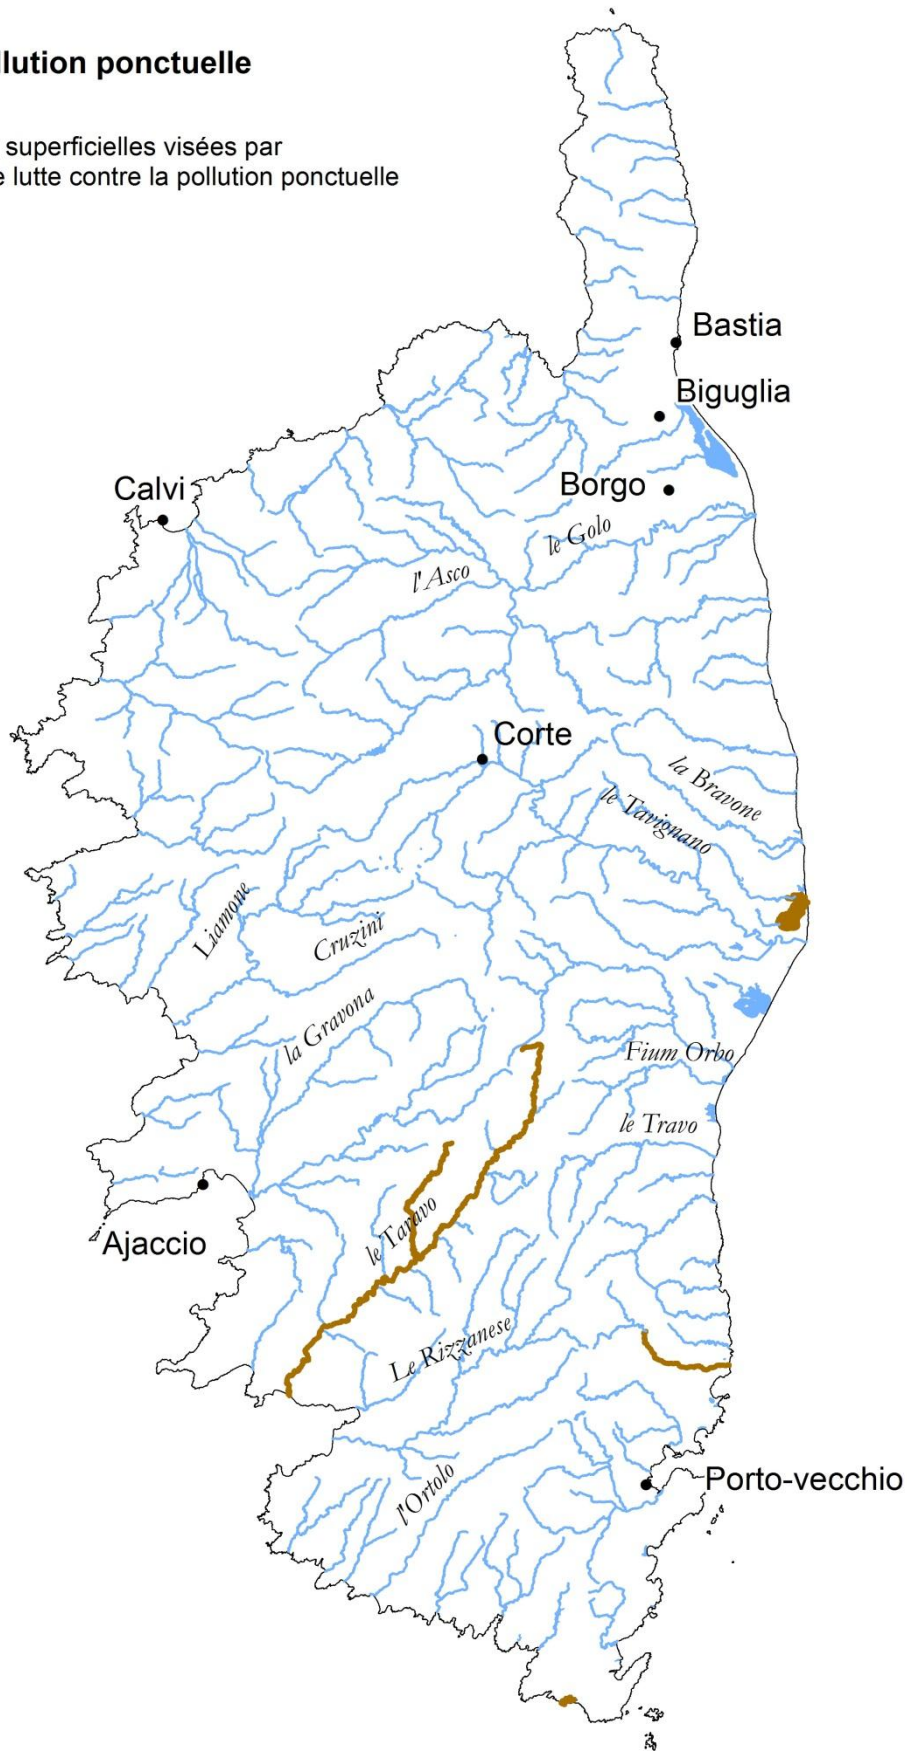 llution ponctuelle
superficielles visées par
e lutte contre la pollution ponctuelle
Bastia
Biguglia
Borgo
Calvi
le Golo
l'Asco
Corte
la Bravone
le Tavignano
Liamone
Cruzini
la Gravona
Fium Orbo
le Travo
Ajaccio
le Taravo
Le Rizzanese
Porto-vecchio
l'Ortolo